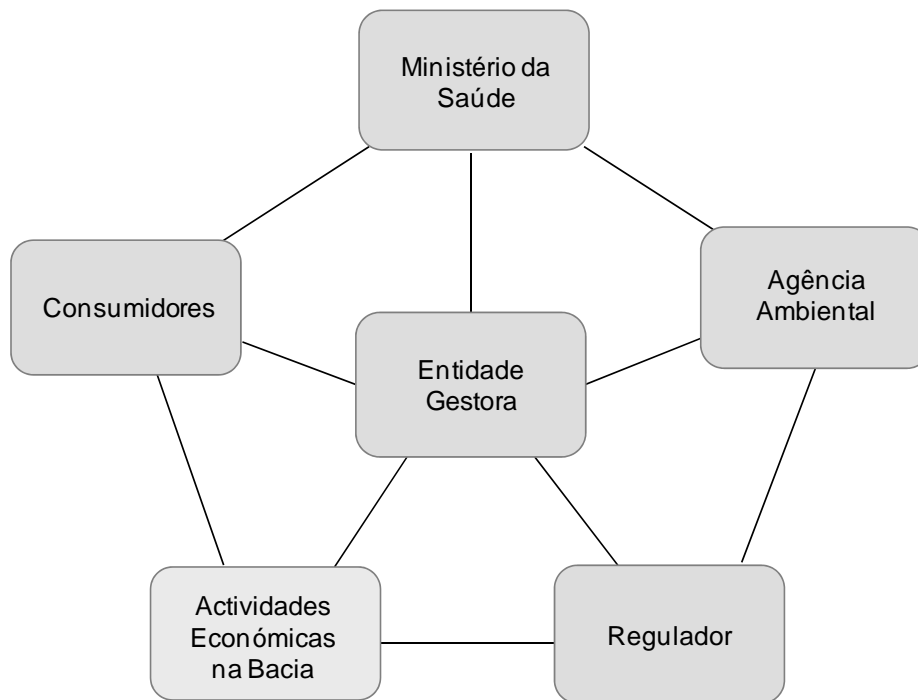 Ministério da
Saúde
Consumidores
Agência
Ambiental
Entidade
Gestora
Actividades
Económicas
na Bacia
Regulador